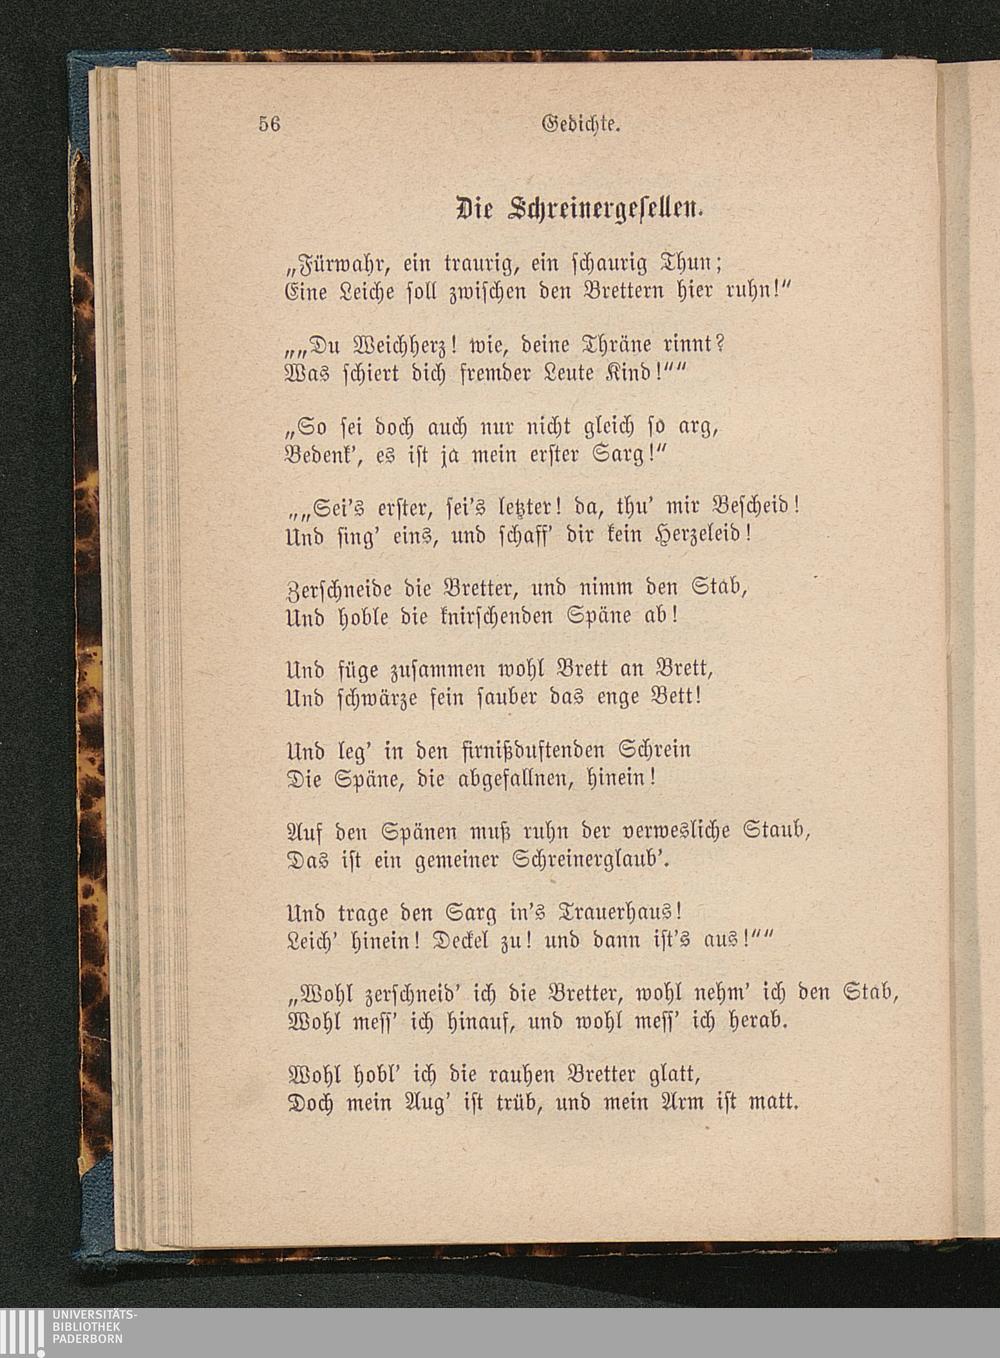 56
Gedichte.
Die Schreinergesellen.
„Fürwahr, ein traurig, ein schaurig Thun;
Eine Leiche soll zwischen den Brettern hier ruhn!“
„„Du Weichherz! wie, deine Thräne rinnt?
Was schiert dich fremder Leute Kind!““
„So sei doch auch nur nicht gleich so arg,
Bedenk’, es ist ja mein erster Sarg!“
„„Sei’s erster, sei’s letzter! da, thu’ mir Bescheid!
Und sing’ eins, und schaff’ dir kein Herzeleid!
Zerschneide die Bretter, und nimm den Stab,
Und hoble die knirschenden Späne ab!
Und füge zusammen wohl Brett an Brett,
Und schwärze fein sauber das enge Bett!
Und leg’ in den firnißduftenden Schrein
Die Späne, die abgefallnen, hinein!
Auf den Spänen muß ruhn der verwesliche Staub,
Das ist ein gemeiner Schreinerglaub’.
Und trage den Sarg in’s Trauerhaus!
Leich’ hinein! Deckel zu! und dann ist’s aus!““
„Wohl zerschneid’ ich die Bretter, wohl nehm’ ich den Stab,
Wohl mess’ ich hinauf, und wohl mess’ ich herab.
Wohl hobl’ ich die rauhen Bretter glatt,
Doch mein Aug’ ist trüb, und mein Arm ist matt.
UNIVERSITÄTS-
BIBLIOTHEK
PADERBORN